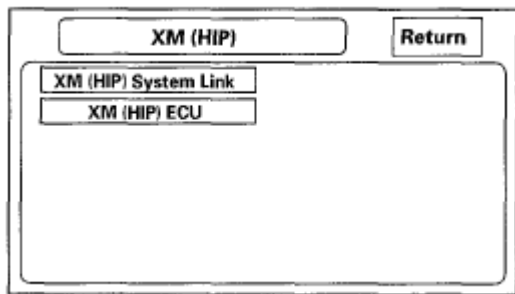 XM (HIP)
Return
XM (HIP) System Link
XM (HIP) ECU